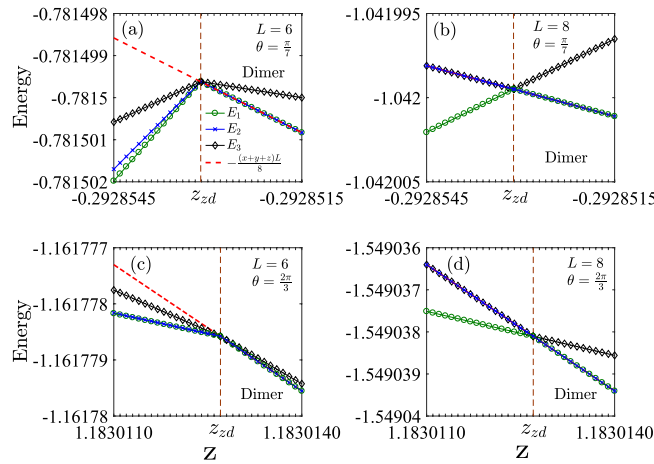 -0.781498
-0.781499
-0.7815
-0.781501
-0.781502
Energy
(a)
L = 6
θ = π/7
Dimer
E₁
E₂
E₃
-(x+y+z)L/8
-0.2928545
z_zd
-0.2928515
-1.041995
-1.042
-1.042005
(b)
L = 8
θ = π/7
Dimer
-0.2928545
z_zd
-0.2928515
-1.161777
-1.161778
-1.161779
-1.16178
Energy
(c)
L = 6
θ = 2π/3
Dimer
1.1830110
z_zd
1.1830140
z
-1.549036
-1.549037
-1.549038
-1.549039
-1.54904
(d)
L = 8
θ = 2π/3
Dimer
1.1830110
z_zd
1.1830140
z